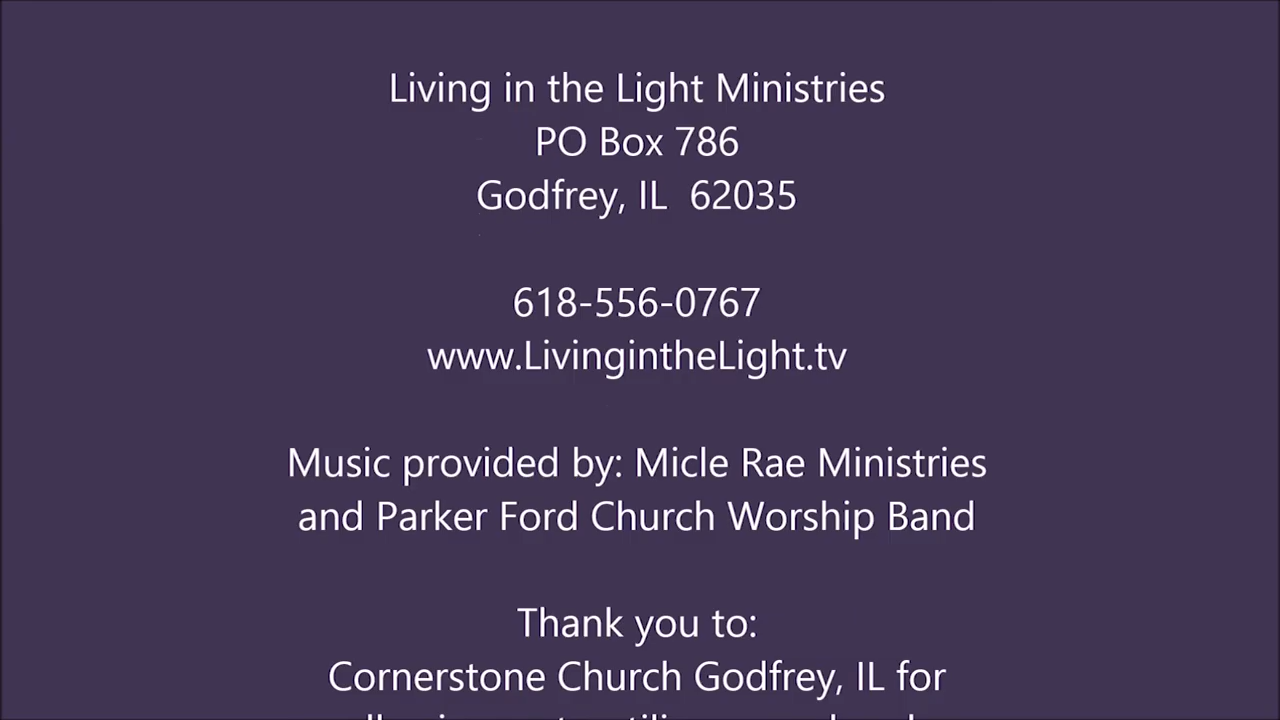 Living in the Light Ministries
PO Box 786
Godfrey, IL  62035
618-556-0767
www.LivingintheLight.tv
Music provided by: Micle Rae Ministries
and Parker Ford Church Worship Band
Thank you to:
Cornerstone Church Godfrey, IL for